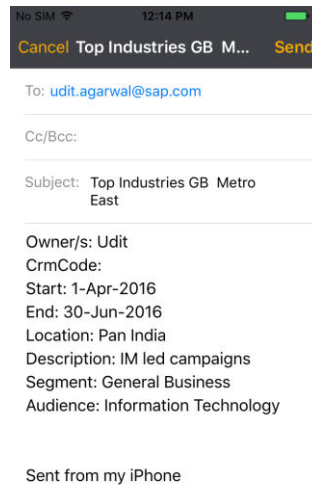 No SIM 12:14 PM
Cancel Top Industries GB M... Send
To: udit.agarwal@sap.com
Cc/Bcc:
Subject: Top Industries GB Metro
East
Owner/s: Udit
CrmCode:
Start: 1-Apr-2016
End: 30-Jun-2016
Location: Pan India
Description: IM led campaigns
Segment: General Business
Audience: Information Technology
Sent from my iPhone